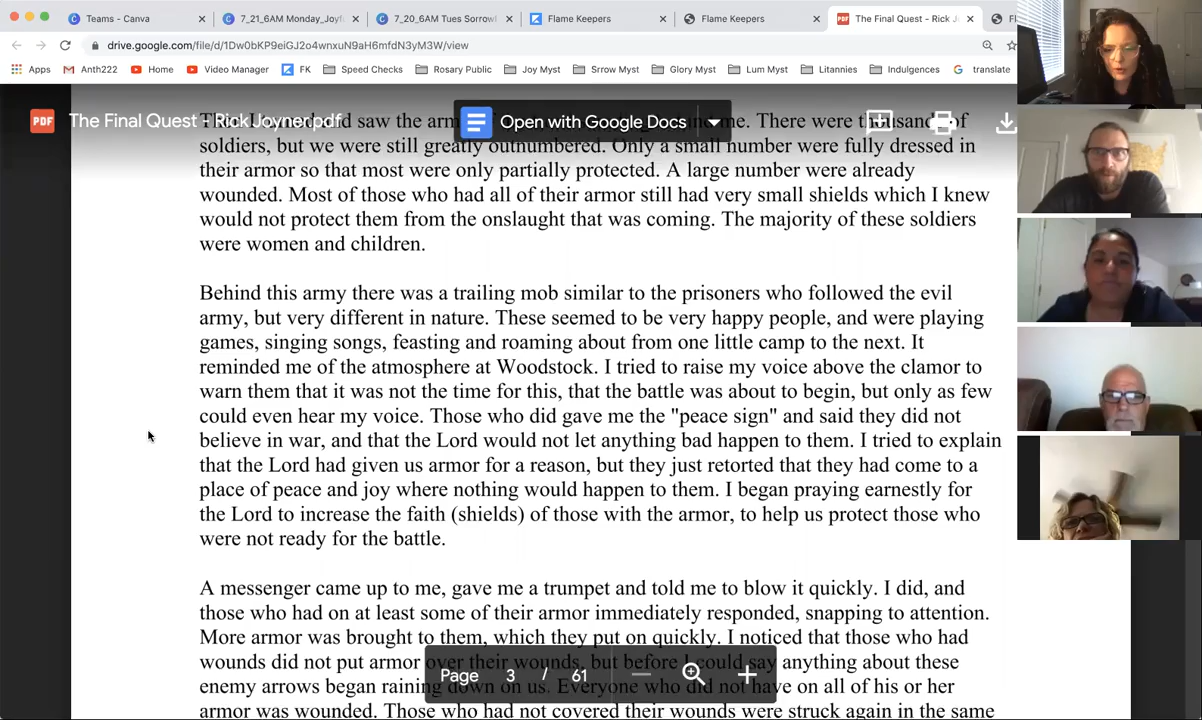 Teams - Canva
7_21_6AM Monday_Joyf
7_20_6AM Tues Sorrow
Flame Keepers
Flame Keepers
The Final Quest - Rick Jo
Fl
drive.google.com/file/d/1Dw0bKP9eiGJ2o4wnxuN9aH6mfdN3yM3W/view
Apps
Anth222
Home
Video Manager
FK
Speed Checks
Rosary Public
Joy Myst
Srrow Myst
Glory Myst
Lum Myst
Litannies
Indulgences
translate
PDF
The Final Quest - Rick Joyner.pdf
Open with Google Docs
saw the me. There were thousands of
soldiers, but we were still greatly outnumbered. Only a small number were fully dressed in
their armor so that most were only partially protected. A large number were already
wounded. Most of those who had all of their armor still had very small shields which I knew
would not protect them from the onslaught that was coming. The majority of these soldiers
were women and children.
Behind this army there was a trailing mob similar to the prisoners who followed the evil
army, but very different in nature. These seemed to be very happy people, and were playing
games, singing songs, feasting and roaming about from one little camp to the next. It
reminded me of the atmosphere at Woodstock. I tried to raise my voice above the clamor to
warn them that it was not the time for this, that the battle was about to begin, but only as few
could even hear my voice. Those who did gave me the "peace sign" and said they did not
believe in war, and that the Lord would not let anything bad happen to them. I tried to explain
that the Lord had given us armor for a reason, but they just retorted that they had come to a
place of peace and joy where nothing would happen to them. I began praying earnestly for
the Lord to increase the faith (shields) of those with the armor, to help us protect those who
were not ready for the battle.
A messenger came up to me, gave me a trumpet and told me to blow it quickly. I did, and
those who had on at least some of their armor immediately responded, snapping to attention.
More armor was brought to them, which they put on quickly. I noticed that those who had
wounds did not put armor over their wounds, but before I could say anything about these
enemy arrows began raining down on us. Everyone who did not have on all of his or her
armor was wounded. Those who had not covered their wounds were struck again in the same
Page 3 / 61